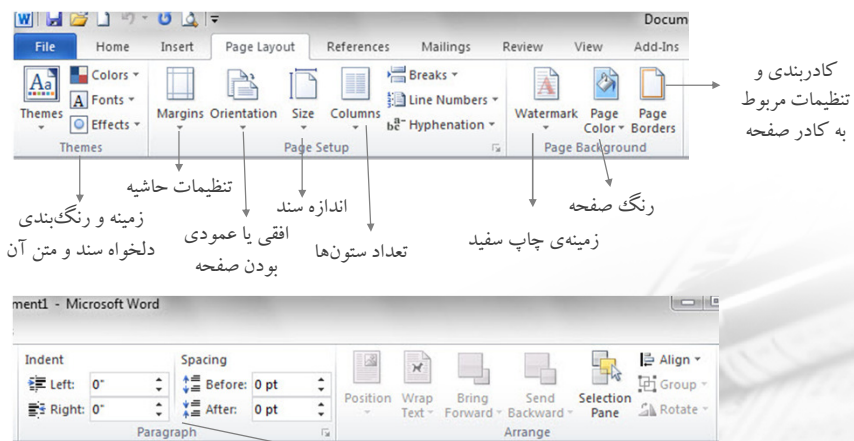 Docum
File Home Insert Page Layout References Mailings Review View Add-Ins
Themes
Colors
Fonts
Effects
Themes
Margins
Orientation
Size
Columns
Breaks
Line Numbers
Hyphenation
Page Setup
Watermark
Page Color
Page Borders
Page Background
کادربندی و
تنظیمات مربوط
به کادر صفحه
رنگ صفحه
زمینه‌ی چاپ سفید
تعداد ستون‌ها
اندازه سند
افقی یا عمودی
بودن صفحه
تنظیمات حاشیه
زمینه و رنگ‌بندی
دلخواه سند و متن آن
ment1 - Microsoft Word
Indent
Left: 0"
Right: 0"
Spacing
Before: 0 pt
After: 0 pt
Paragraph
Position
Wrap Text
Bring Forward
Send Backward
Selection Pane
Align
Group
Rotate
Arrange